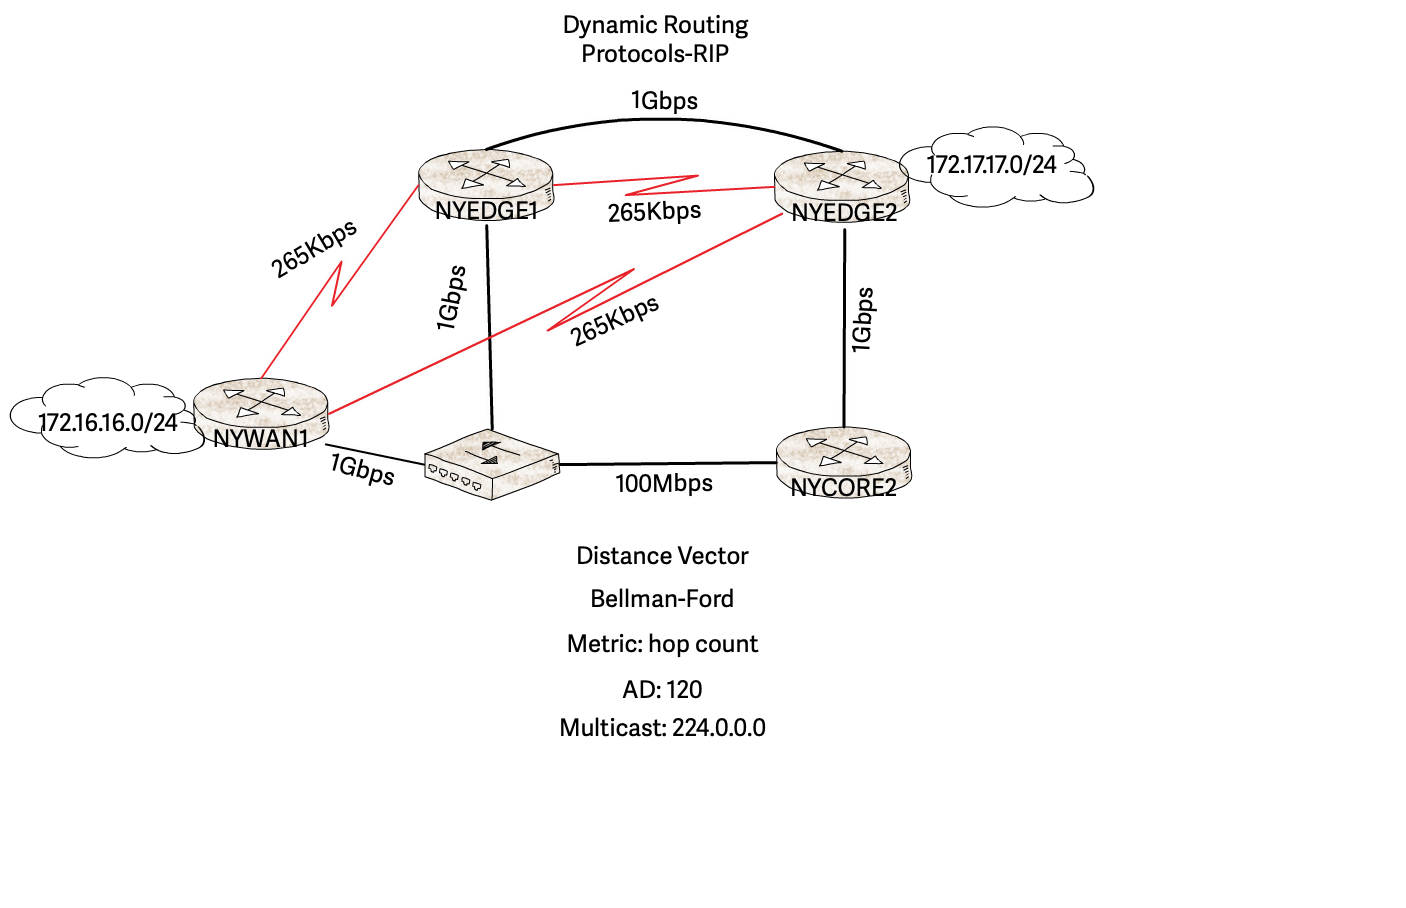 Dynamic Routing
Protocols-RIP
1Gbps
172.17.17.0/24
NYEDGE1
265Kbps
NYEDGE2
265Kbps
1Gbps
265Kbps
1Gbps
172.16.16.0/24
NYWAN1
1Gbps
100Mbps
NYCORE2
Distance Vector
Bellman-Ford
Metric: hop count
AD: 120
Multicast: 224.0.0.0